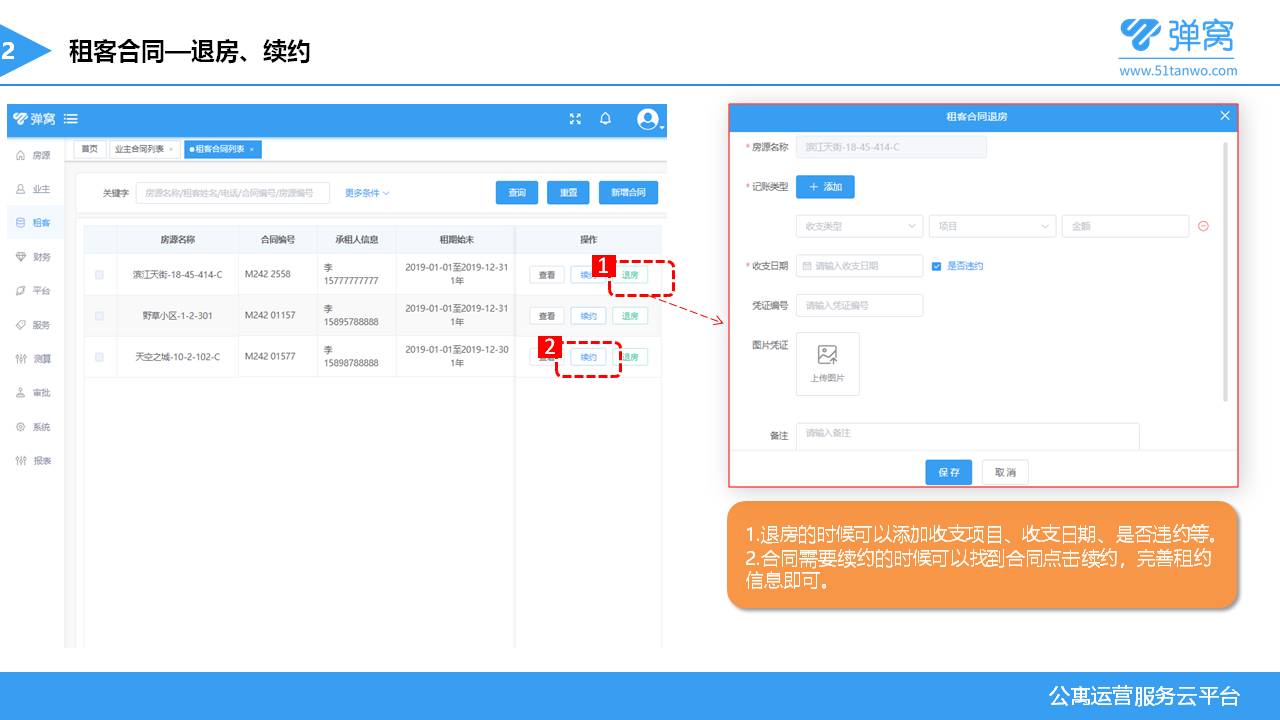 2
租客合同—退房、续约
弹窝
www.51tanwo.com
弹窝
房源
业主
租客
财务
平台
服务
测算
审批
系统
报表
首页 业主合同列表 × 租客合同列表 ×
关键字 房源名称/租客姓名/电话/合同编号/房源编号 更多条件 查询 重置 新增合同
房源名称 合同编号 承租人信息 租期始末 操作
滨江天街-18-45-414-C M242 2558 李 15777777777 2019-01-01至2019-12-31 1年 查看 退房
1
野草小区-1-2-301 M242 01157 李 15895788888 2019-01-01至2019-12-31 1年 查看 续约 退房
天空之城-10-2-102-C M242 01577 李 15898788888 2019-01-01至2019-12-30 1年 续约 退房
2
租客合同退房
* 房源名称 滨江天街-18-45-414-C
* 记账类型 + 添加
收支类型 项目 金额
* 收支日期 请输入收支日期 是否违约
凭证编号 请输入凭证编号
图片凭证
上传图片
备注 请输入备注
保存 取消
1.退房的时候可以添加收支项目、收支日期、是否违约等。
2.合同需要续约的时候可以找到合同点击续约，完善租约
信息即可。
公寓运营服务云平台